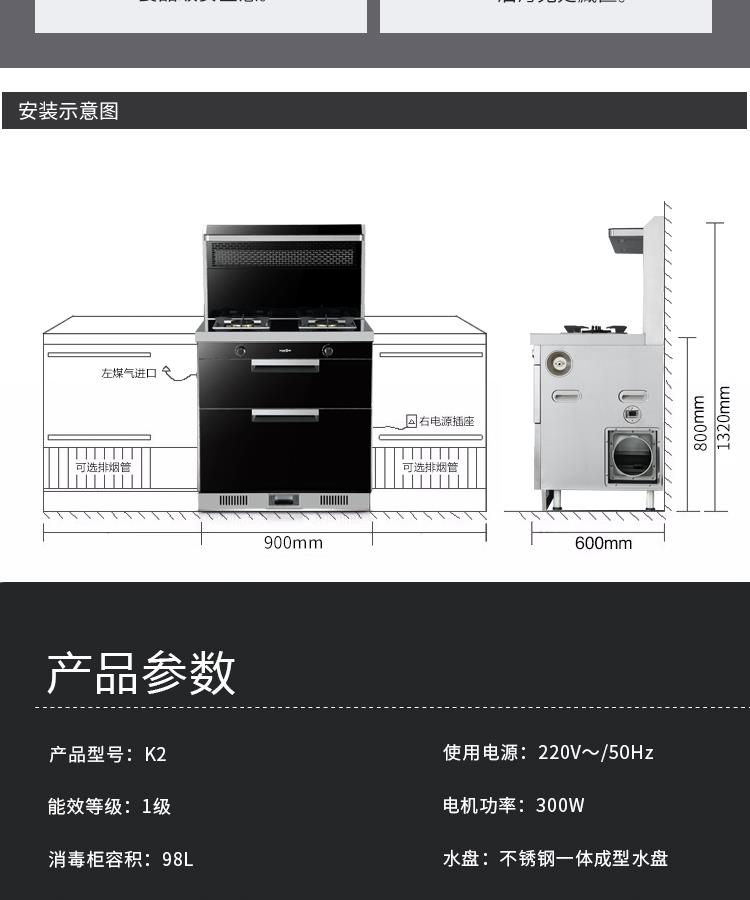 安装示意图
左煤气进口
右电源插座
可选排烟管
可选排烟管
900mm
800mm
1320mm
600mm
产品参数
产品型号：K2
使用电源：220V～/50Hz
能效等级：1级
电机功率：300W
消毒柜容积：98L
水盘：不锈钢一体成型水盘